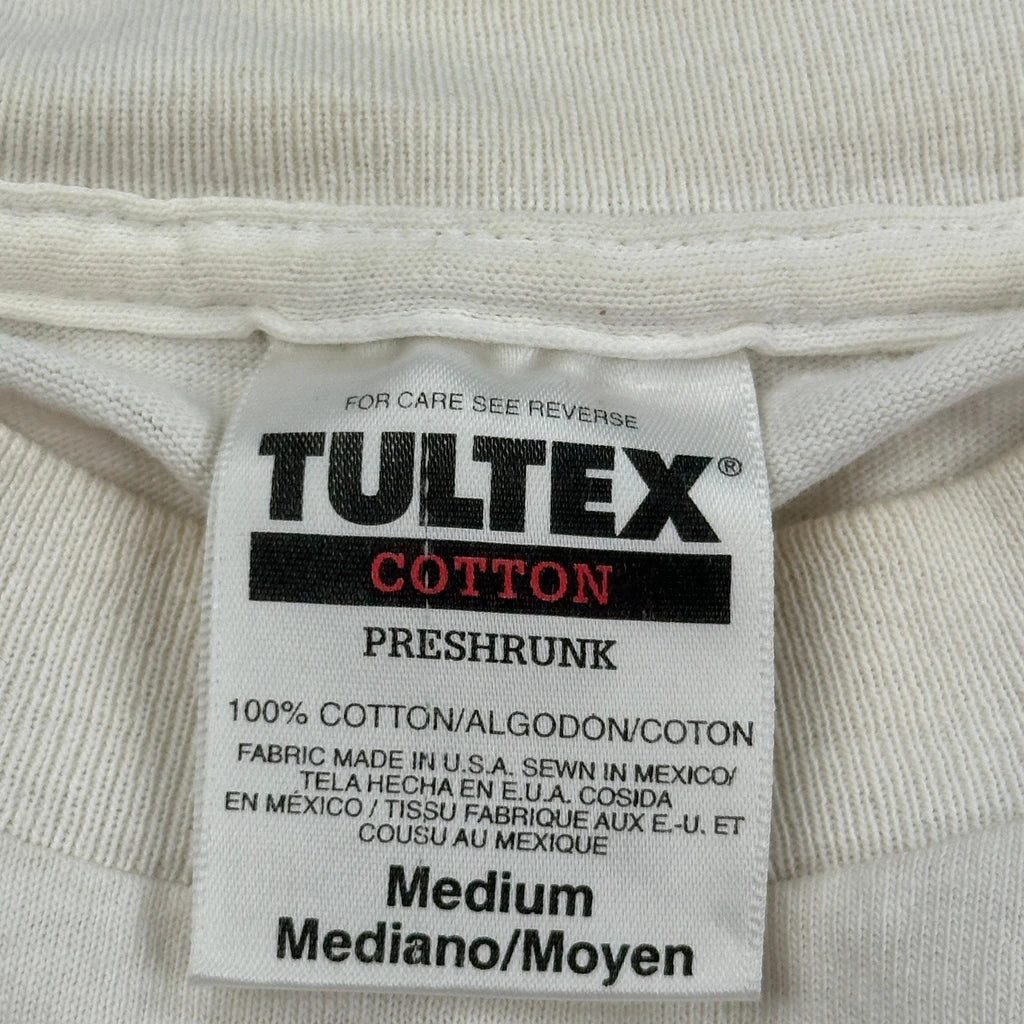 FOR CARE SEE REVERSE
TULTEX®
COTTON
PRESHRUNK
100% COTTON/ALGODON/COTON
FABRIC MADE IN U.S.A. SEWN IN MEXICO/
TELA HECHA EN E.U.A. COSIDA
EN MÉXICO / TISSU FABRIQUE AUX E.-U. ET
COUSU AU MEXIQUE
Medium
Mediano/Moyen